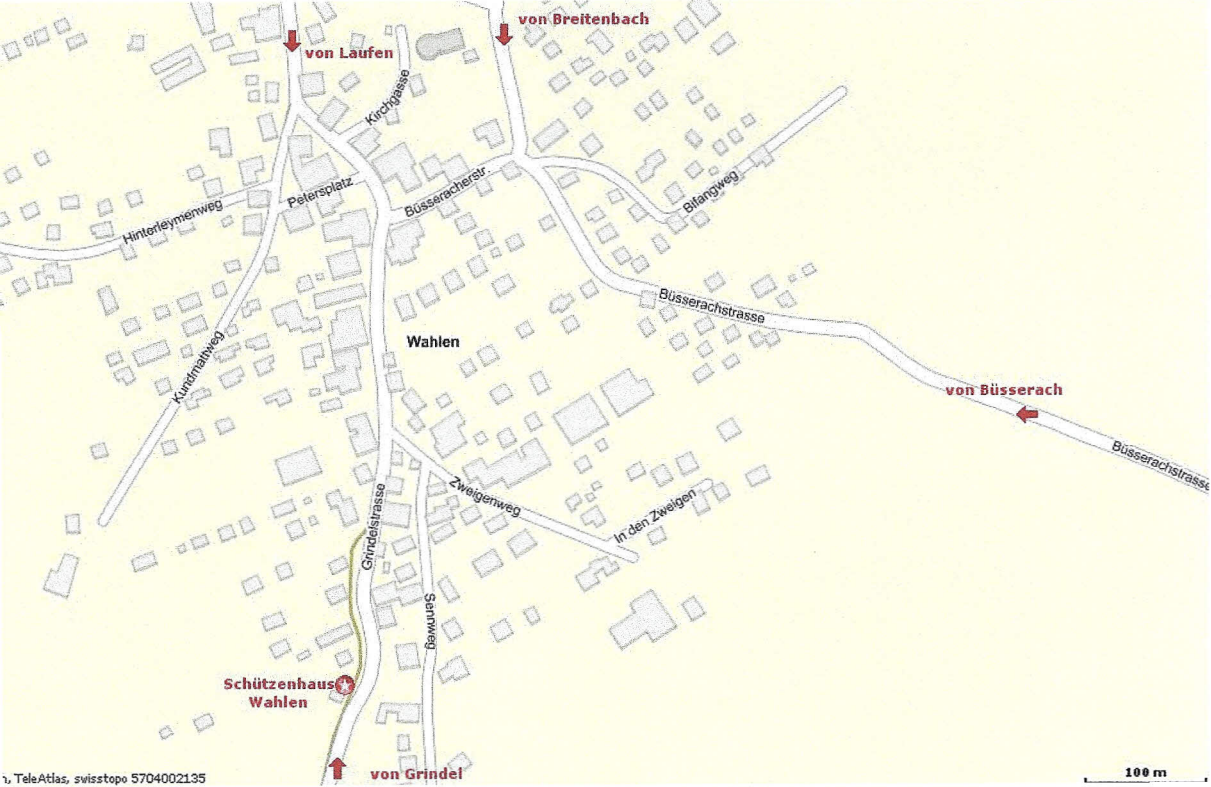 von Breitenbach
von Laufen
Kirchgasse
Petersplatz
Büsseracherstr.
Bifangweg
Hinterleymenweg
Büsserachstrasse
Wahlen
Kundmattweg
von Büsserach
Büsserachstrasse
Zweigenweg
In den Zweigen
Grindelstrasse
Sennweg
Schützenhaus
Wahlen
von Grindel
, TeleAtlas, swisstopo 5704002135
100 m